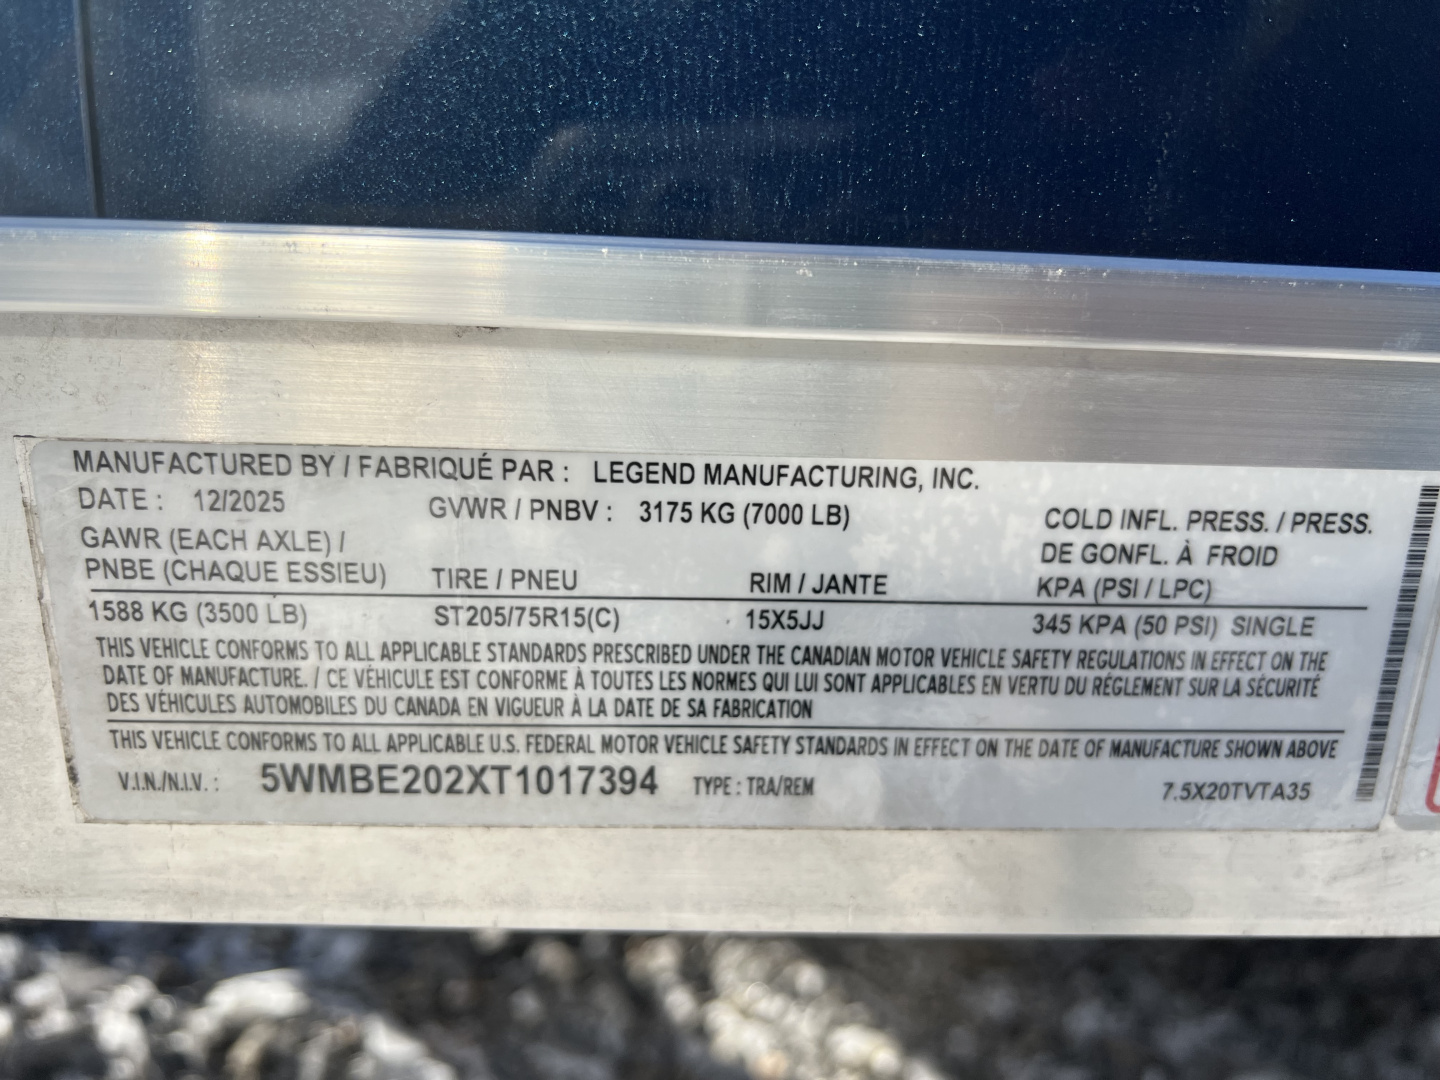 MANUFACTURED BY / FABRIQUÉ PAR : LEGEND MANUFACTURING, INC.
DATE : 12/2025 GVWR / PNBV : 3175 KG (7000 LB)
GAWR (EACH AXLE) / COLD INFL. PRESS. / PRESS.
DE GONFL. À FROID
PNBE (CHAQUE ESSIEU) TIRE / PNEU RIM / JANTE KPA (PSI / LPC)
1588 KG (3500 LB) ST205/75R15(C) 15X5JJ 345 KPA (50 PSI) SINGLE
THIS VEHICLE CONFORMS TO ALL APPLICABLE STANDARDS PRESCRIBED UNDER THE CANADIAN MOTOR VEHICLE SAFETY REGULATIONS IN EFFECT ON THE
DATE OF MANUFACTURE. / CE VÉHICULE EST CONFORME À TOUTES LES NORMES QUI LUI SONT APPLICABLES EN VERTU DU RÉGLEMENT SUR LA SÉCURITÉ
DES VÉHICULES AUTOMOBILES DU CANADA EN VIGUEUR À LA DATE DE SA FABRICATION
THIS VEHICLE CONFORMS TO ALL APPLICABLE U.S. FEDERAL MOTOR VEHICLE SAFETY STANDARDS IN EFFECT ON THE DATE OF MANUFACTURE SHOWN ABOVE
V.I.N./N.I.V. : 5WMBE202XT1017394 TYPE : TRA/REM 7.5X20TVTA35